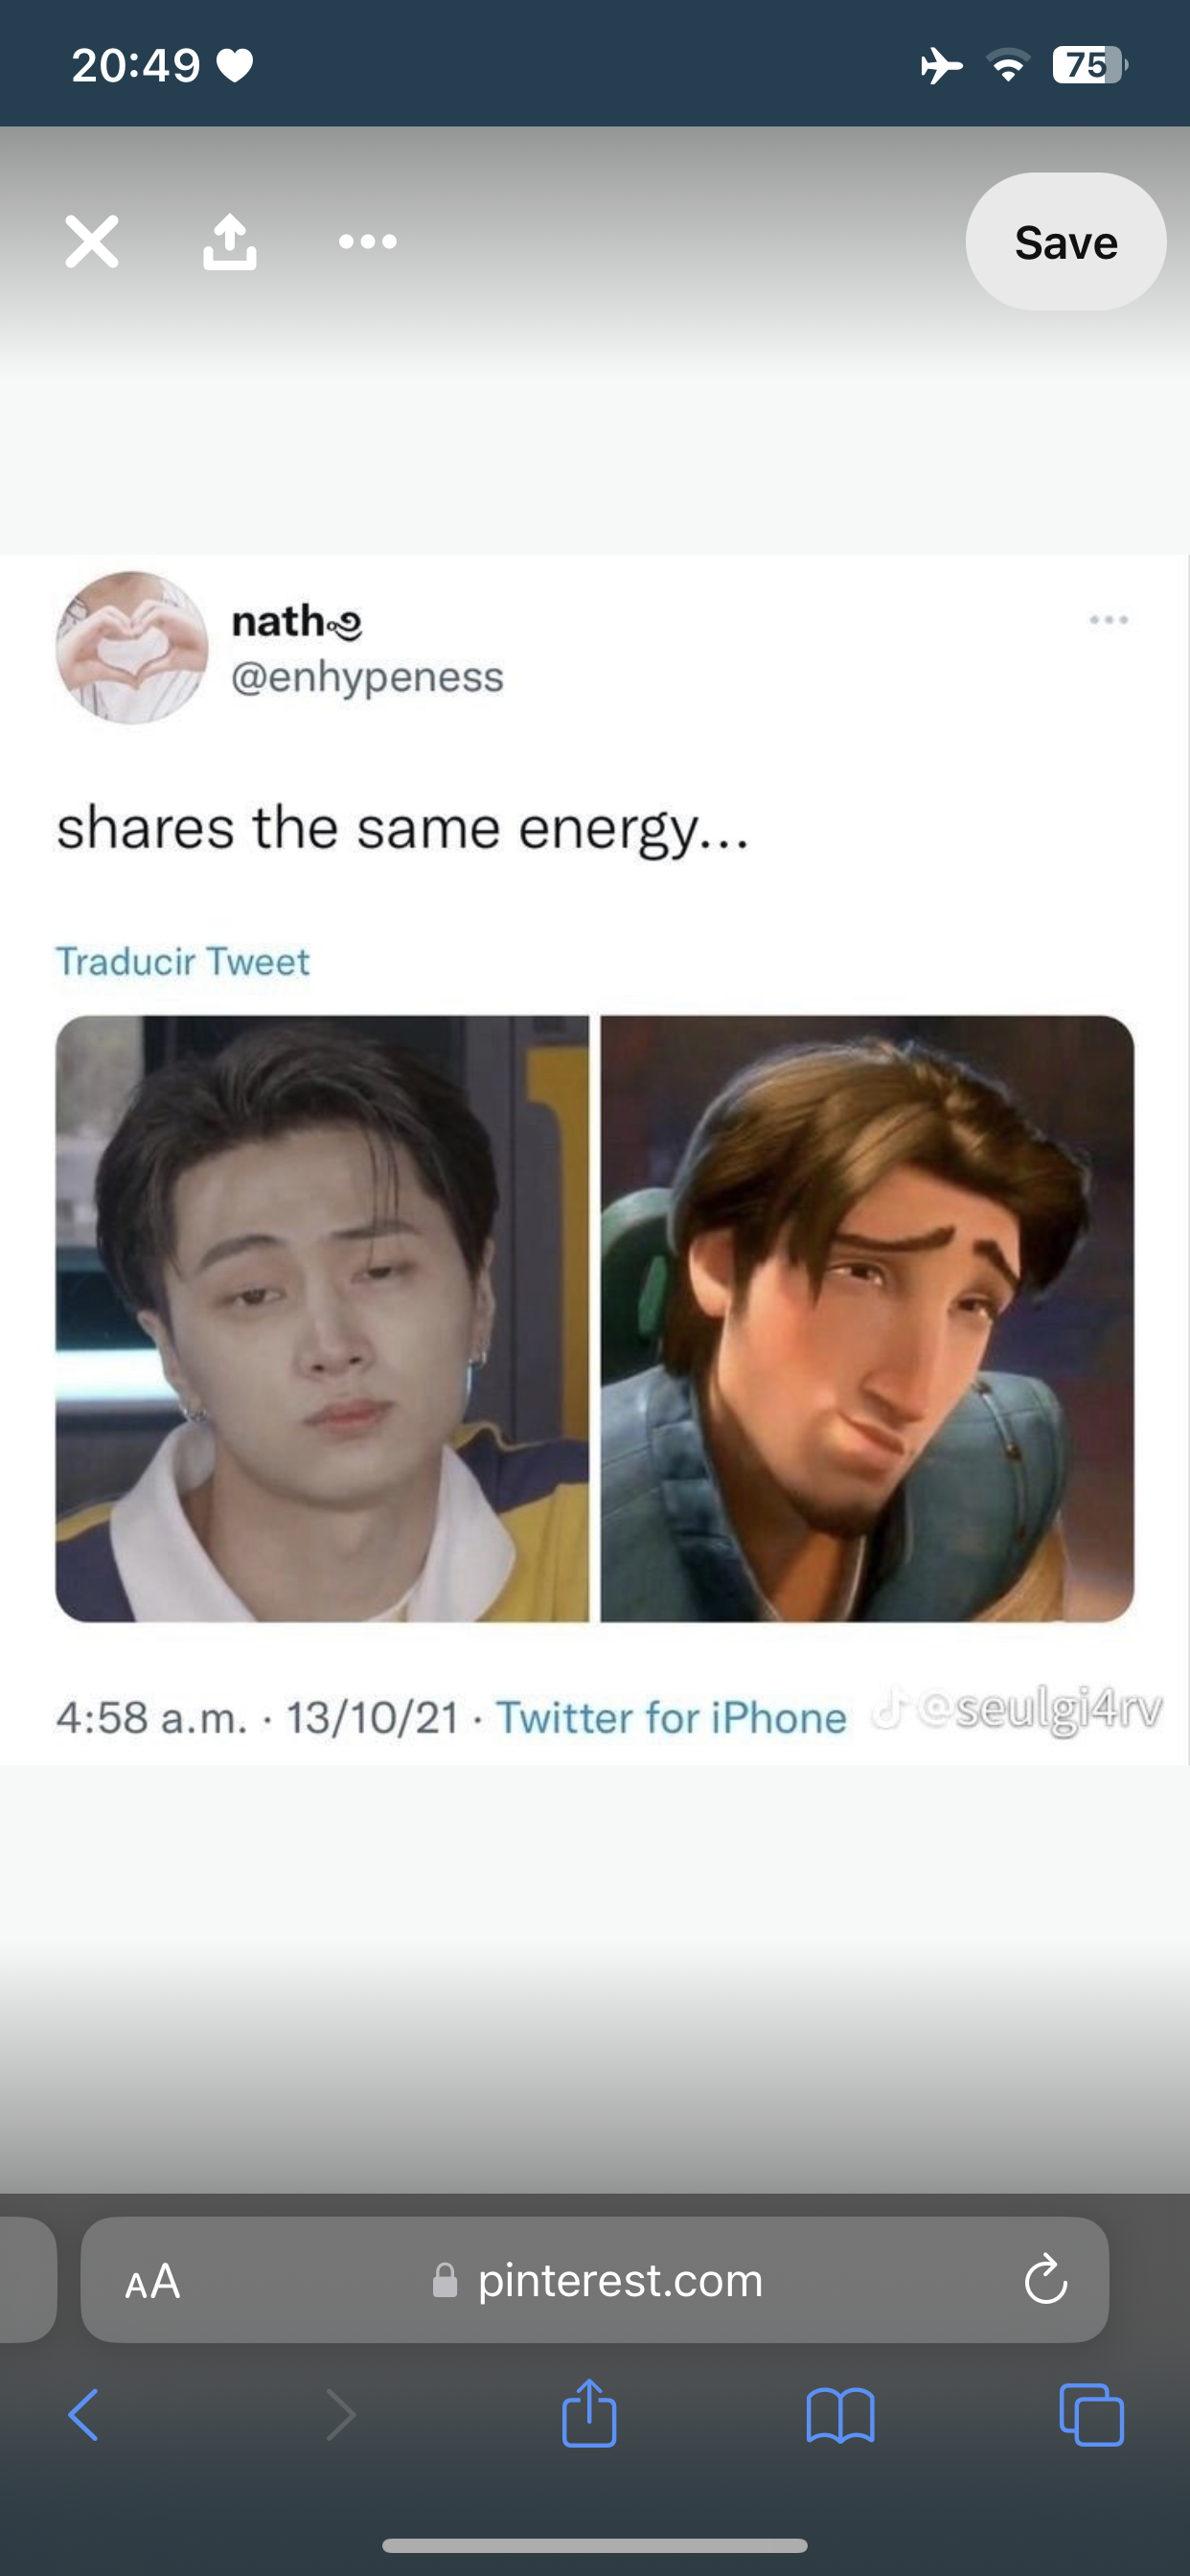 20:49
75
Save
nath
@enhypeness
shares the same energy...
Traducir Tweet
4:58 a.m. · 13/10/21 · Twitter for iPhone
@seulgi4rv
AA
pinterest.com